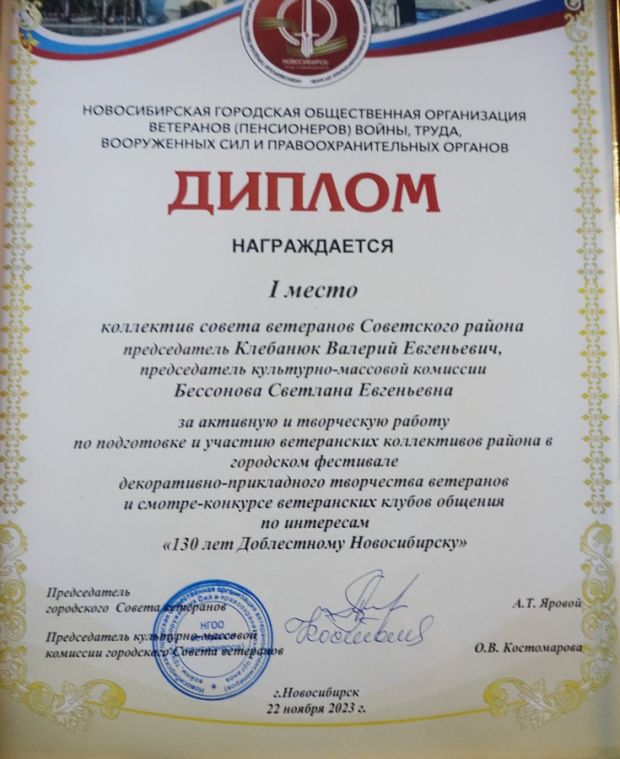 НОВОСИБИРСК
НОВОСИБИРСКАЯ ГОРОДСКАЯ ОБЩЕСТВЕННАЯ ОРГАНИЗАЦИЯ
ВЕТЕРАНОВ (ПЕНСИОНЕРОВ) ВОЙНЫ, ТРУДА,
ВООРУЖЕННЫХ СИЛ И ПРАВООХРАНИТЕЛЬНЫХ ОРГАНОВ
ДИПЛОМ
НАГРАЖДАЕТСЯ
I место
коллектив совета ветеранов Советского района
председатель Клебанюк Валерий Евгеньевич,
председатель культурно-массовой комиссии
Бессонова Светлана Евгеньевна
за активную и творческую работу
по подготовке и участию ветеранских коллективов района в
городском фестивале
декоративно-прикладного творчества ветеранов
и смотре-конкурсе ветеранских клубов общения
по интересам
«130 лет Доблестному Новосибирску»
Председатель
городского Совета ветеранов
А.Т. Яровой
НГОО
Председатель культурно-массовой
комиссии городского Совета ветеранов
О.В. Костомарова
г.Новосибирск
22 ноября 2023 г.